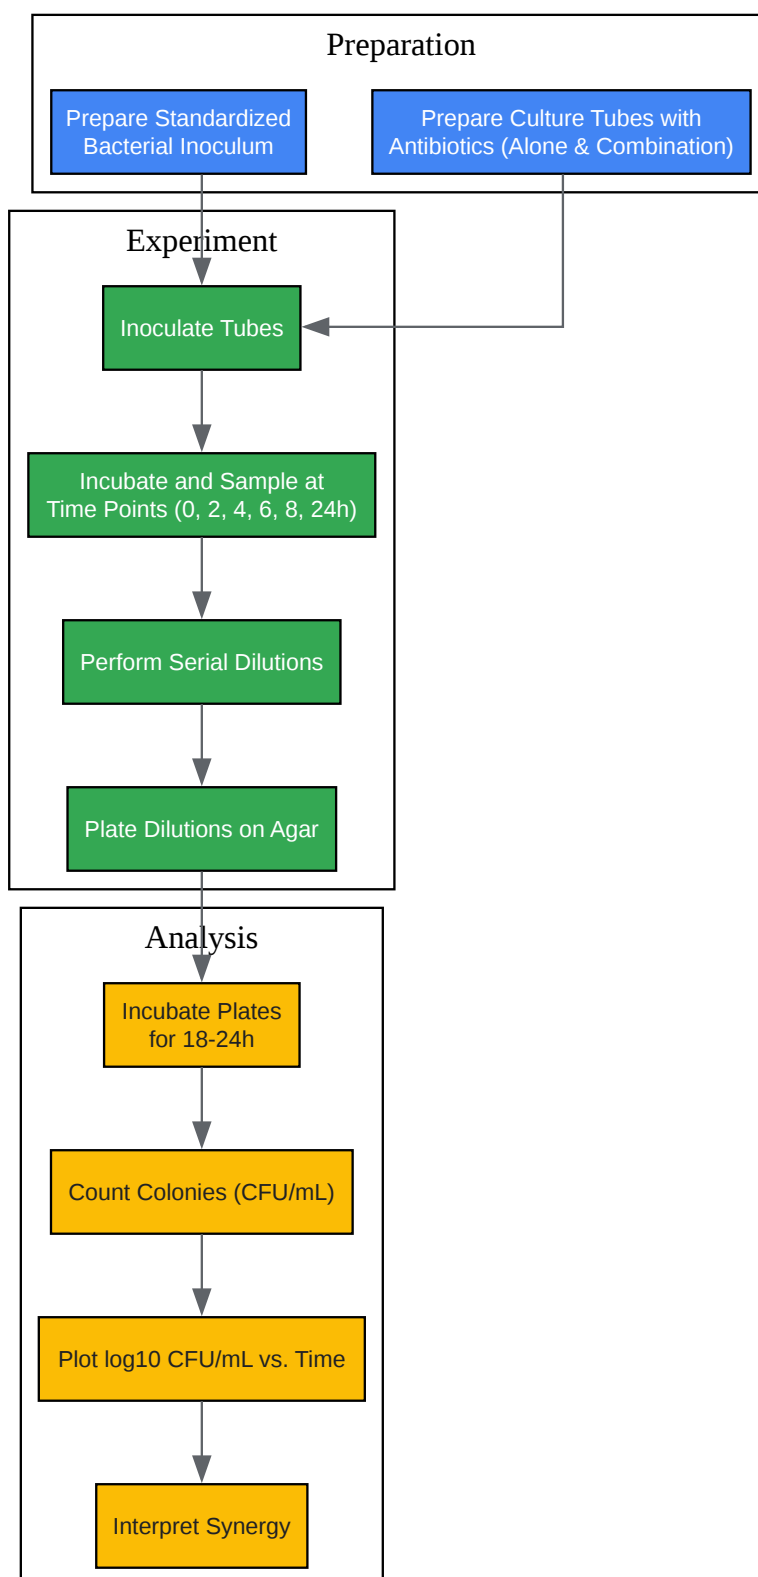 Preparation
Prepare Standardized
Bacterial Inoculum
Prepare Culture Tubes with
Antibiotics (Alone & Combination)
Experiment
Inoculate Tubes
Incubate and Sample at
Time Points (0, 2, 4, 6, 8, 24h)
Perform Serial Dilutions
Plate Dilutions on Agar
Analysis
Incubate Plates
for 18-24h
Count Colonies (CFU/mL)
Plot log10 CFU/mL vs. Time
Interpret Synergy